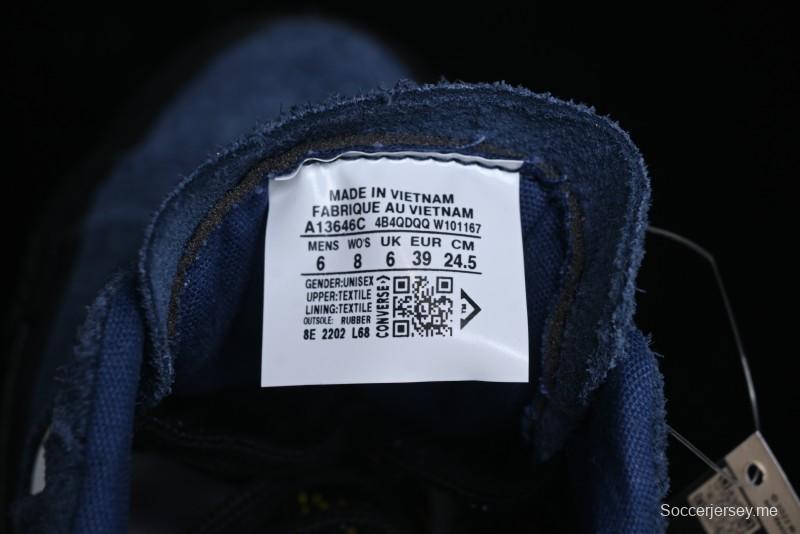 MADE IN VIETNAM
FABRIQUE AU VIETNAM
A13646C 4B4QDQQ W101167
MENS WO'S UK EUR CM
6 8 6 39 24.5
GENDER:UNISEX
UPPER:TEXTILE
LINING:TEXTILE
OUTSOLE: RUBBER
8E 2202 L68
CONVERSE
Soccerjersey.me